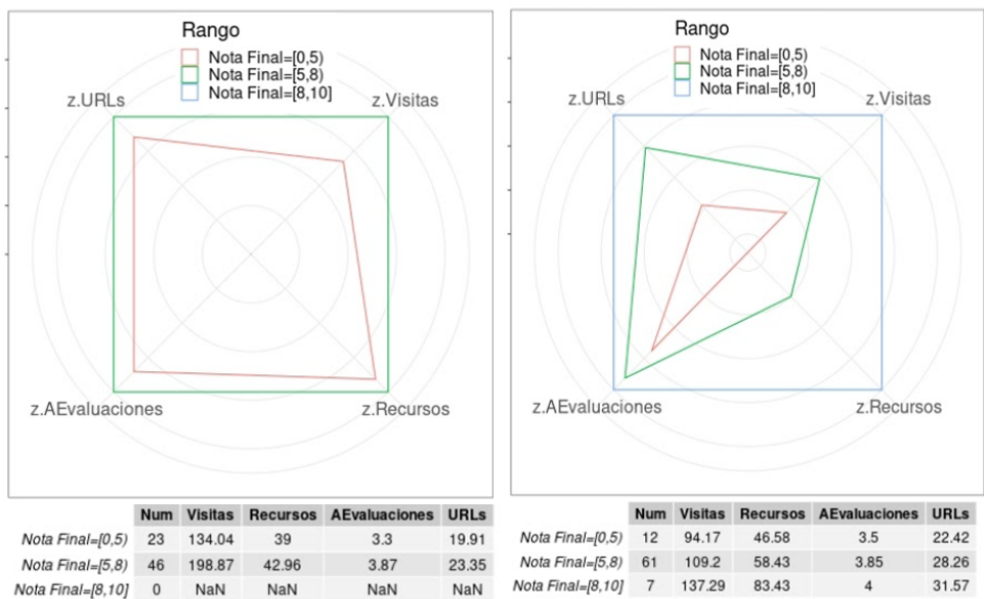 Rango
Nota Final=[0,5)
Nota Final=[5,8)
Nota Final=[8,10]
z.URLs
z.Visitas
z.AEvaluaciones
z.Recursos
Num Visitas Recursos AEvaluaciones URLs
Nota Final=[0,5) 23 134.04 39 3.3 19.91
Nota Final=[5,8) 46 198.87 42.96 3.87 23.35
Nota Final=[8,10] 0 NaN NaN NaN NaN
Rango
Nota Final=[0,5)
Nota Final=[5,8)
Nota Final=[8,10]
z.URLs
z.Visitas
z.AEvaluaciones
z.Recursos
Num Visitas Recursos AEvaluaciones URLs
Nota Final=[0,5) 12 94.17 46.58 3.5 22.42
Nota Final=[5,8) 61 109.2 58.43 3.85 28.26
Nota Final=[8,10] 7 137.29 83.43 4 31.57